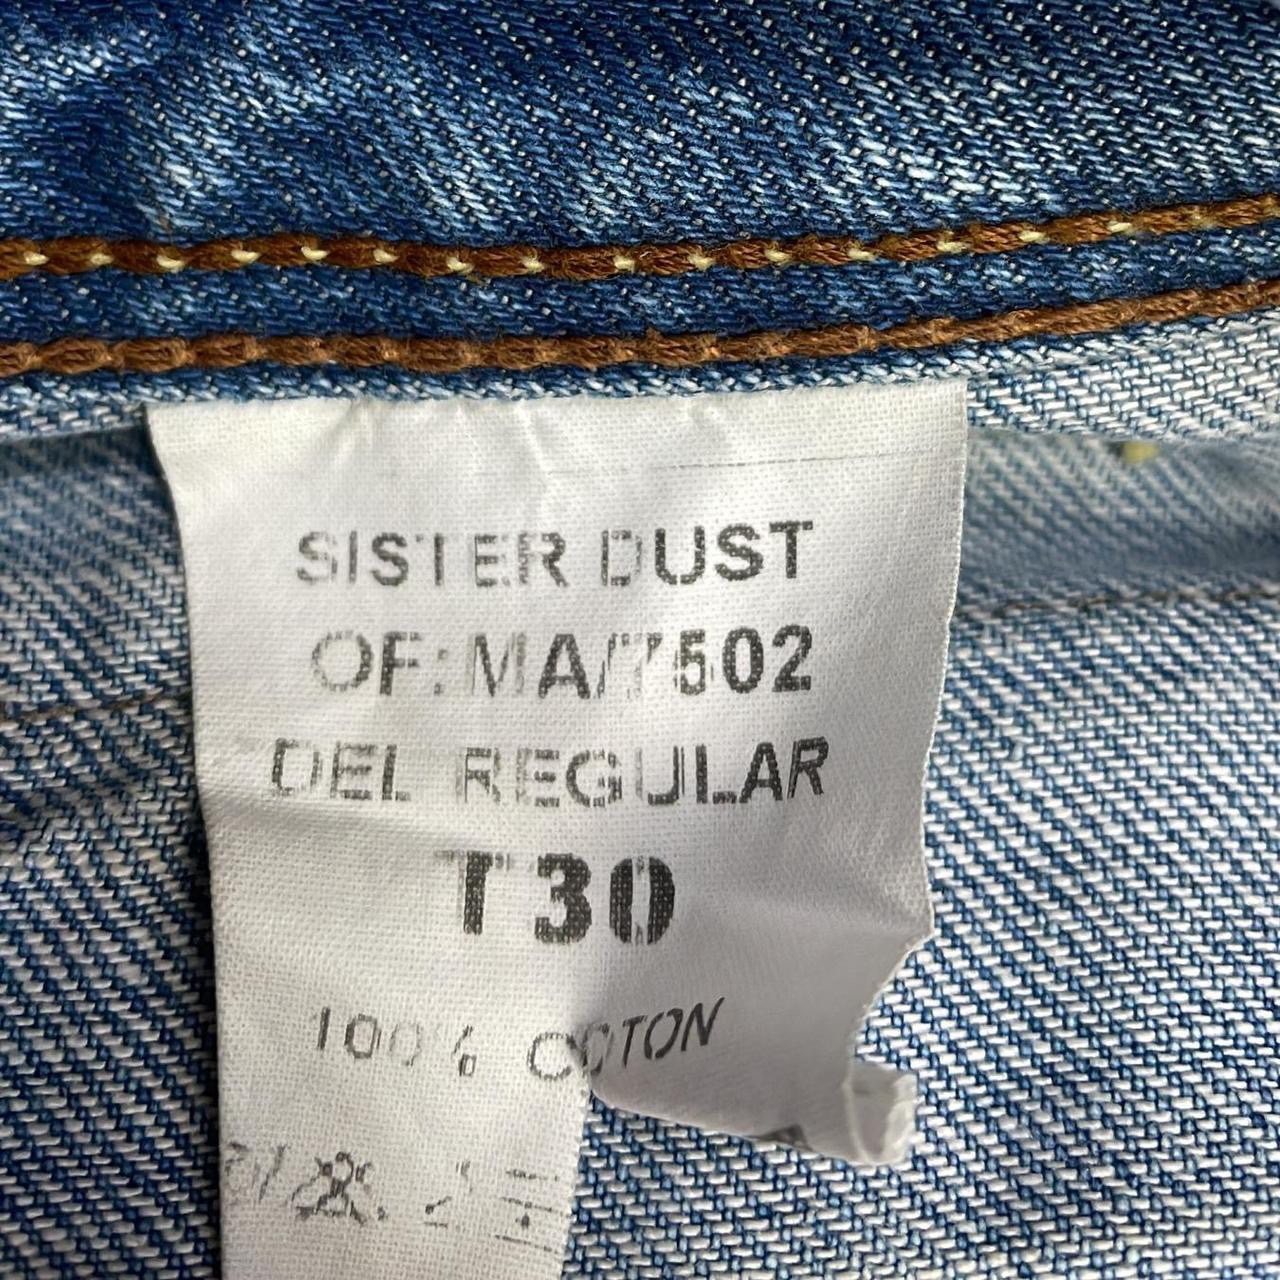 SISTER DUST
OF: MA/7502
DEL REGULAR
T30
100% COTON